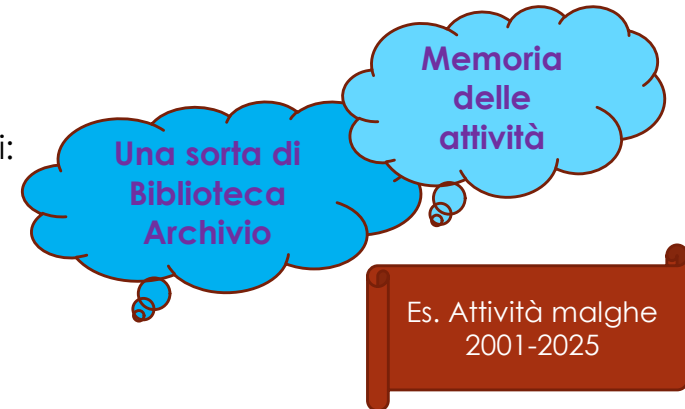 i:
Una sorta di
Biblioteca
Archivio
Memoria
delle
attività
Es. Attività malghe
2001-2025